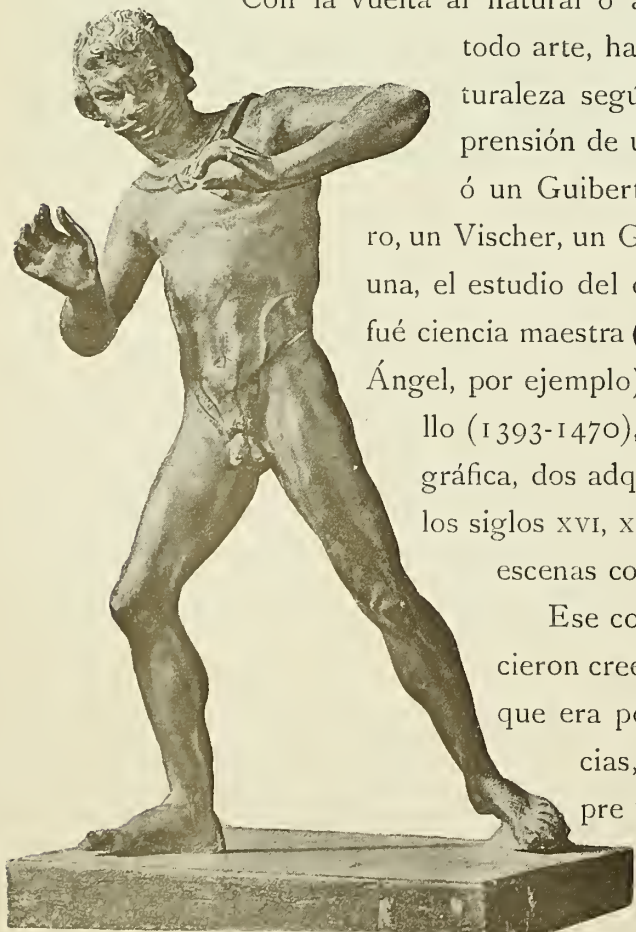 Con la vuelta al natural ó a
todo arte, ha
turaleza segú
prensión de u
ó un Guibert
ro, un Vischer, un G
una, el estudio del
fué ciencia maestra (
Ángel, por ejemplo)
llo (1393-1470),
gráfica, dos adq
los siglos XVI, X
escenas co
Ese co
cieron cree
que era p
cias,
pre